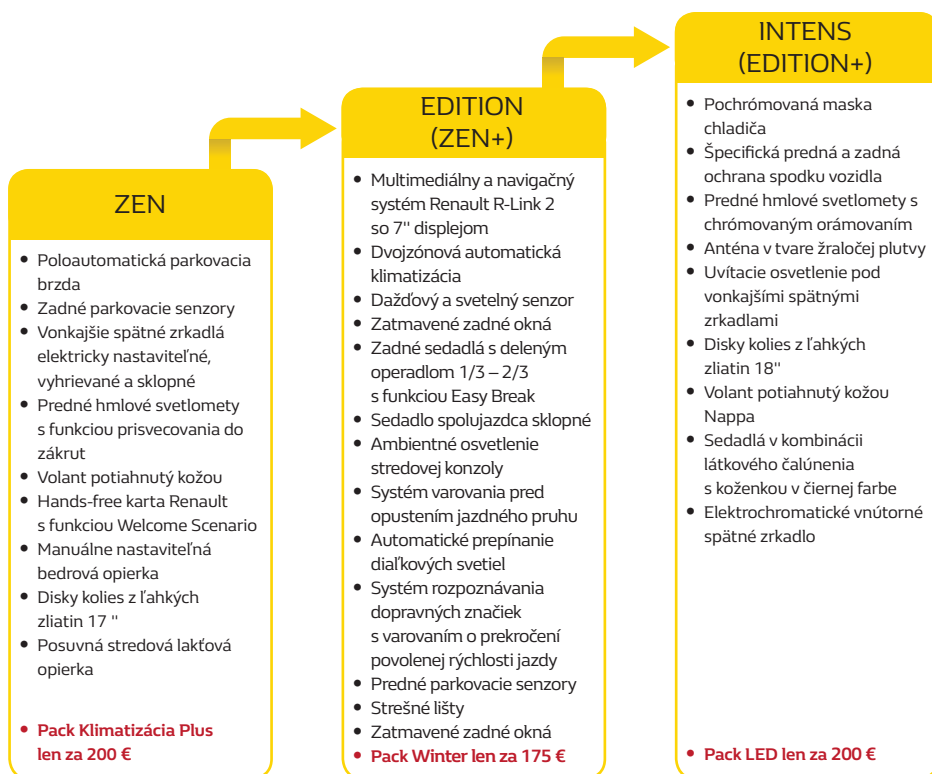 ZEN
• Poloautomatická parkovacia
brzda
• Zadné parkovacie senzory
• Vonkajšie spätné zrkadlá
elektricky nastaviteľné,
vyhrievané a sklopné
• Predné hmlové svetlomety
s funkciou prisvecovania do
zákrut
• Volant potiahnutý kožou
• Hands-free karta Renault
s funkciou Welcome Scenario
• Manuálne nastaviteľná
bedrová opierka
• Disky kolies z ľahkých
zliatin 17 "
• Posuvná stredová lakťová
opierka
• Pack Klimatizácia Plus
len za 200 €
EDITION
(ZEN+)
• Multimediálny a navigačný
systém Renault R-Link 2
so 7" displejom
• Dvojzónová automatická
klimatizácia
• Dažďový a svetelný senzor
• Zatmavené zadné okná
• Zadné sedadlá s deleným
operadlom 1/3 – 2/3
s funkciou Easy Break
• Sedadlo spolujazdca sklopné
• Ambientné osvetlenie
stredovej konzoly
• Systém varovania pred
opustením jazdného pruhu
• Automatické prepínanie
diaľkových svetiel
• Systém rozpoznávania
dopravných značiek
s varovaním o prekročení
povolenej rýchlosti jazdy
• Predné parkovacie senzory
• Strešné lišty
• Zatmavené zadné okná
• Pack Winter len za 175 €
INTENS
(EDITION+)
• Pochrómovaná maska
chladiča
• Špecifická predná a zadná
ochrana spodku vozidla
• Predné hmlové svetlomety s
chrómovaným orámovaním
• Anténa v tvare žraločej plutvy
• Uvítacie osvetlenie pod
vonkajšími spätnými
zrkadlami
• Disky kolies z ľahkých
zliatin 18"
• Volant potiahnutý kožou
Nappa
• Sedadlá v kombinácii
látkového čalúnenia
s koženkou v čiernej farbe
• Elektrochromatické vnútorné
spätné zrkadlo
• Pack LED len za 200 €